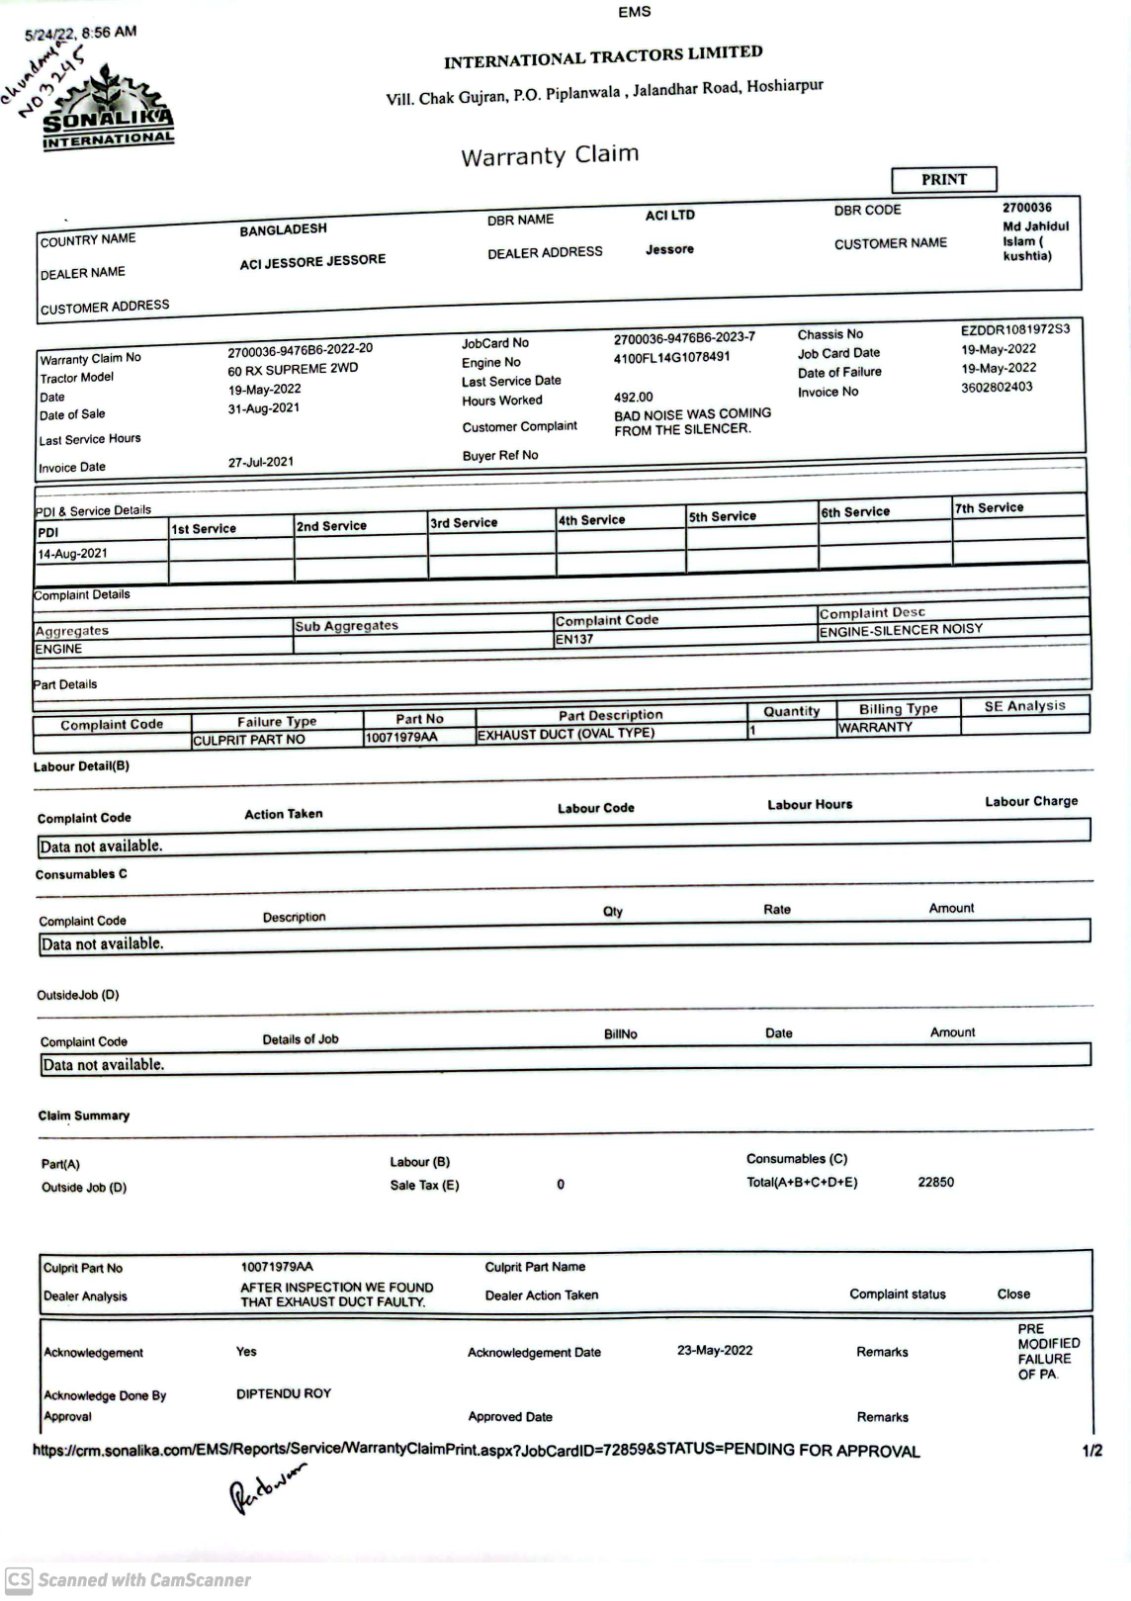 EMS
5/24/22, 8:56 AM
Chuadanga
NO 3245
SONALIKA
INTERNATIONAL
INTERNATIONAL TRACTORS LIMITED
Vill. Chak Gujran, P.O. Piplanwala , Jalandhar Road, Hoshiarpur
Warranty Claim
PRINT
COUNTRY NAME BANGLADESH DBR NAME ACI LTD DBR CODE 2700036
DEALER NAME ACI JESSORE JESSORE DEALER ADDRESS Jessore CUSTOMER NAME Md Jahidul
Islam (
kushtia)
CUSTOMER ADDRESS
Warranty Claim No 2700036-9476B6-2022-20 JobCard No 2700036-9476B6-2023-7 Chassis No EZDDR1081972S3
Tractor Model 60 RX SUPREME 2WD Engine No 4100FL14G1078491 Job Card Date 19-May-2022
Date 19-May-2022 Last Service Date Date of Failure 19-May-2022
Date of Sale 31-Aug-2021 Hours Worked 492.00 Invoice No 3602802403
Last Service Hours Customer Complaint BAD NOISE WAS COMING
FROM THE SILENCER.
Invoice Date 27-Jul-2021 Buyer Ref No
PDI & Service Details
PDI 1st Service 2nd Service 3rd Service 4th Service 5th Service 6th Service 7th Service
14-Aug-2021
Complaint Details
Aggregates Sub Aggregates Complaint Code Complaint Desc
ENGINE EN137 ENGINE-SILENCER NOISY
Part Details
Complaint Code Failure Type Part No Part Description Quantity Billing Type SE Analysis
CULPRIT PART NO 10071979AA EXHAUST DUCT (OVAL TYPE) 1 WARRANTY
Labour Detail(B)
Complaint Code Action Taken Labour Code Labour Hours Labour Charge
Data not available.
Consumables C
Complaint Code Description Qty Rate Amount
Data not available.
OutsideJob (D)
Complaint Code Details of Job BillNo Date Amount
Data not available.
Claim Summary
Part(A) Labour (B) Consumables (C)
Outside Job (D) Sale Tax (E) 0 Total(A+B+C+D+E) 22850
Culprit Part No 10071979AA Culprit Part Name
Dealer Analysis AFTER INSPECTION WE FOUND
THAT EXHAUST DUCT FAULTY. Dealer Action Taken Complaint status Close
Acknowledgement Yes Acknowledgement Date 23-May-2022 Remarks PRE
MODIFIED
FAILURE
OF PA.
Acknowledge Done By DIPTENDU ROY
Approval Approved Date Remarks
https://crm.sonalika.com/EMS/Reports/Service/WarrantyClaimPrint.aspx?JobCardID=72859&STATUS=PENDING FOR APPROVAL 1/2
CS Scanned with CamScanner